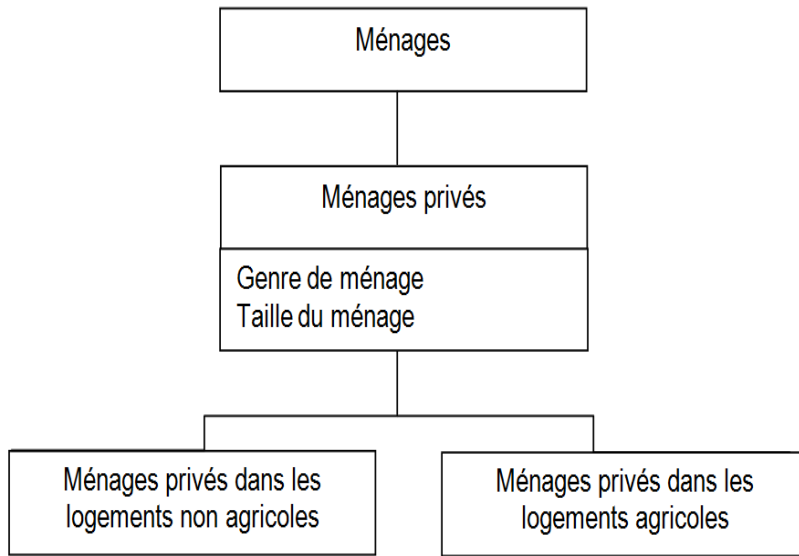 Ménages
Ménages privés
Genre de ménage
Taille du ménage
Ménages privés dans les
logements non agricoles
Ménages privés dans les
logements agricoles